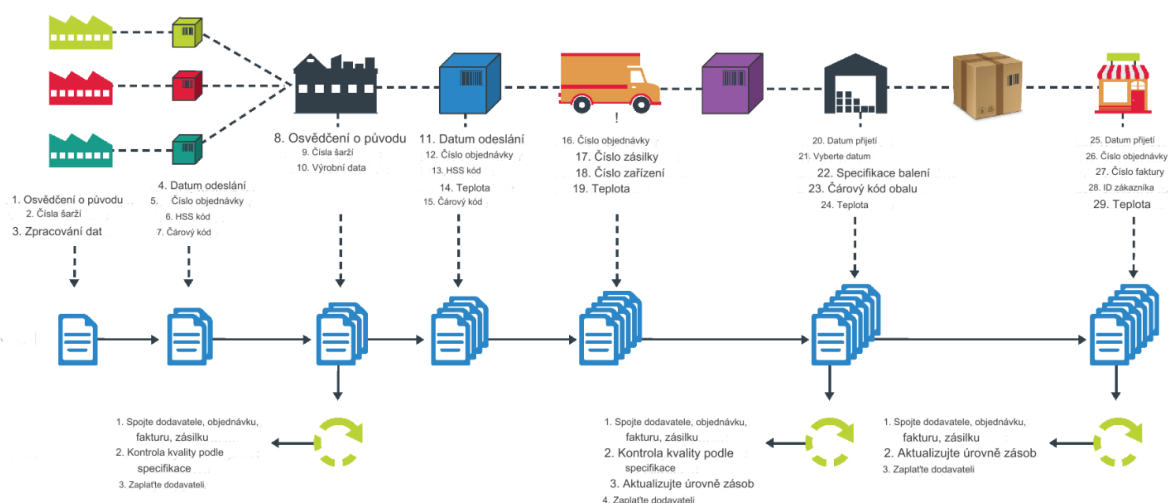 1. Osvědčení o původu
2. Čísla šarží
3. Zpracování dat
4. Datum odeslání
5. Číslo objednávky
6. HSS kód
7. Čárový kód
8. Osvědčení o původu
9. Čísla šarží
10. Výrobní data
11. Datum odeslání
12. Číslo objednávky
13. HSS kód
14. Teplota
15. Čárový kód
!
16. Číslo objednávky
17. Číslo zásilky
18. Číslo zařízení
19. Teplota
20. Datum přijetí
21. Vyberte datum
22. Specifikace balení
23. Čárový kód obalu
24. Teplota
25. Datum přijetí
26. Číslo objednávky
27. Číslo faktury
28. ID zákazníka
29. Teplota
1. Spojte dodavatele, objednávku,
fakturu, zásilku
2. Kontrola kvality podle
specifikace
3. Zaplaťte dodavateli
1. Spojte dodavatele, objednávku,
fakturu, zásilku
2. Kontrola kvality podle
specifikace
3. Aktualizujte úrovně zásob
4. Zaplaťte dodavateli
1. Spojte dodavatele, objednávku,
fakturu, zásilku
2. Aktualizujte úrovně zásob
3. Zaplaťte dodavateli